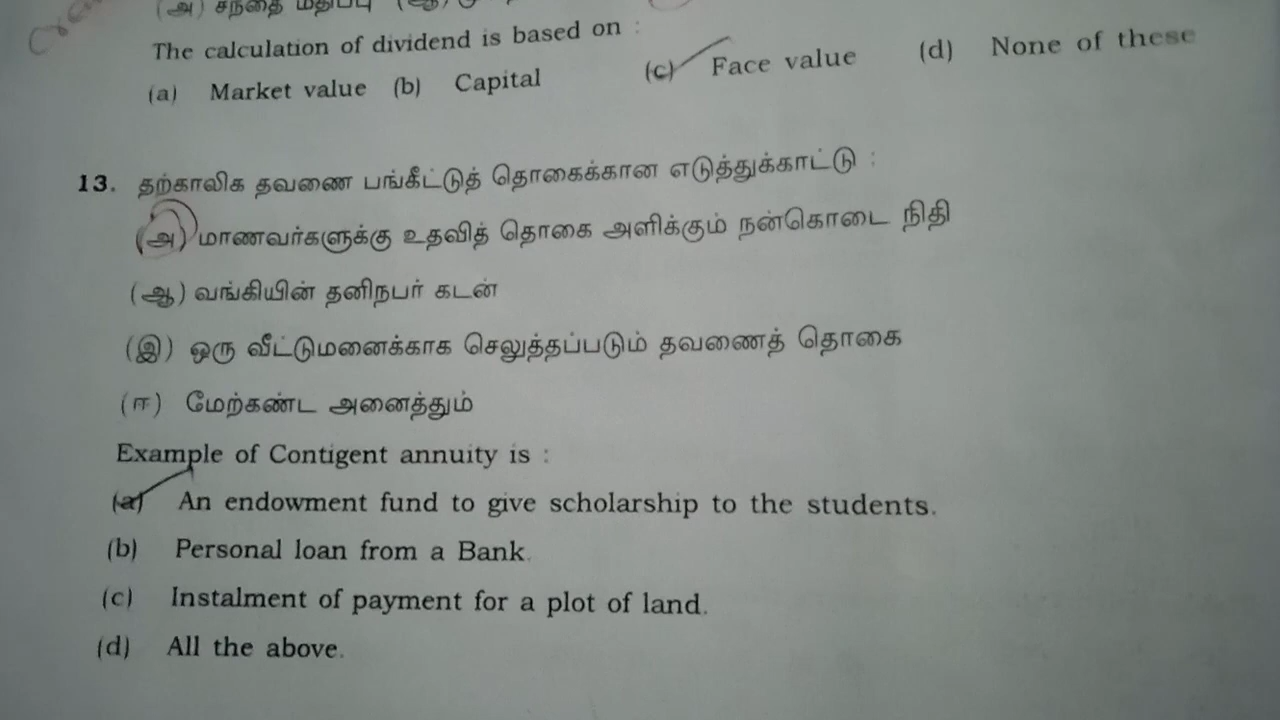 (அ) சந்தை மதிப்பு (ஆ)
The calculation of dividend is based on :
(a) Market value (b) Capital (c) Face value (d) None of these
13. தற்காலிக தவணை பங்கீட்டுத் தொகைக்கான எடுத்துக்காட்டு :
(அ) மாணவர்களுக்கு உதவித் தொகை அளிக்கும் நன்கொடை நிதி
(ஆ) வங்கியின் தனிநபர் கடன்
(இ) ஒரு வீட்டுமனைக்காக செலுத்தப்படும் தவணைத் தொகை
(ஈ) மேற்கண்ட அனைத்தும்
Example of Contigent annuity is :
(a) An endowment fund to give scholarship to the students.
(b) Personal loan from a Bank.
(c) Instalment of payment for a plot of land.
(d) All the above.